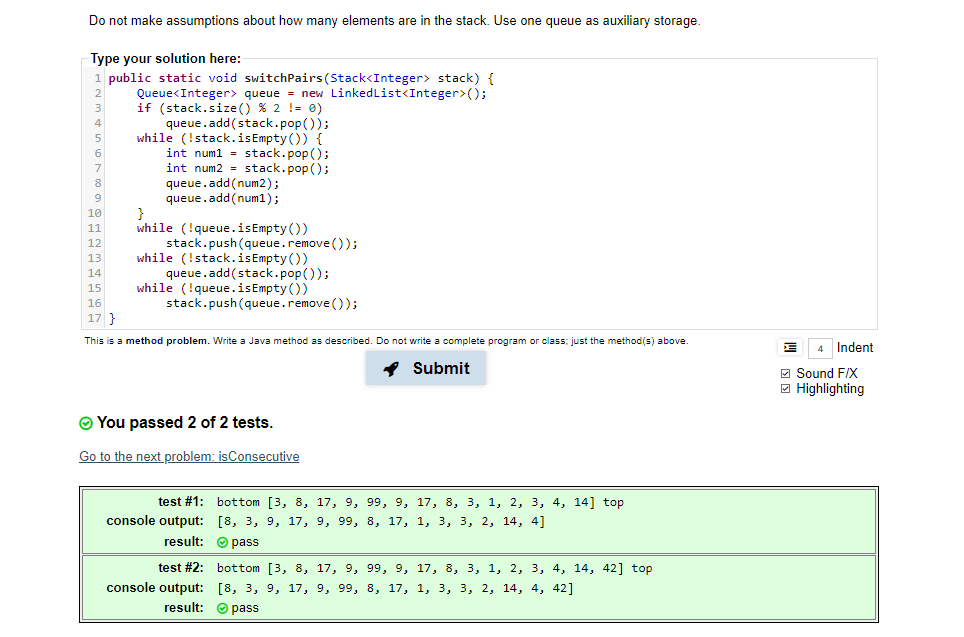 Do not make assumptions about how many elements are in the stack. Use one queue as auxiliary storage.
Type your solution here:
1 public static void switchPairs(Stack<Integer> stack) {
2     Queue<Integer> queue = new LinkedList<Integer>();
3     if (stack.size() % 2 != 0)
4         queue.add(stack.pop());
5     while (!stack.isEmpty()) {
6         int num1 = stack.pop();
7         int num2 = stack.pop();
8         queue.add(num2);
9         queue.add(num1);
10     }
11     while (!queue.isEmpty())
12         stack.push(queue.remove());
13     while (!stack.isEmpty())
14         queue.add(stack.pop());
15     while (!queue.isEmpty())
16         stack.push(queue.remove());
17 }
This is a method problem. Write a Java method as described. Do not write a complete program or class; just the method(s) above.
4 Indent
Submit
Sound F/X
Highlighting
You passed 2 of 2 tests.
Go to the next problem: isConsecutive
test #1: bottom [3, 8, 17, 9, 99, 9, 17, 8, 3, 1, 2, 3, 4, 14] top
console output: [8, 3, 9, 17, 9, 99, 8, 17, 1, 3, 3, 2, 14, 4]
result: pass
test #2: bottom [3, 8, 17, 9, 99, 9, 17, 8, 3, 1, 2, 3, 4, 14, 42] top
console output: [8, 3, 9, 17, 9, 99, 8, 17, 1, 3, 3, 2, 14, 4, 42]
result: pass